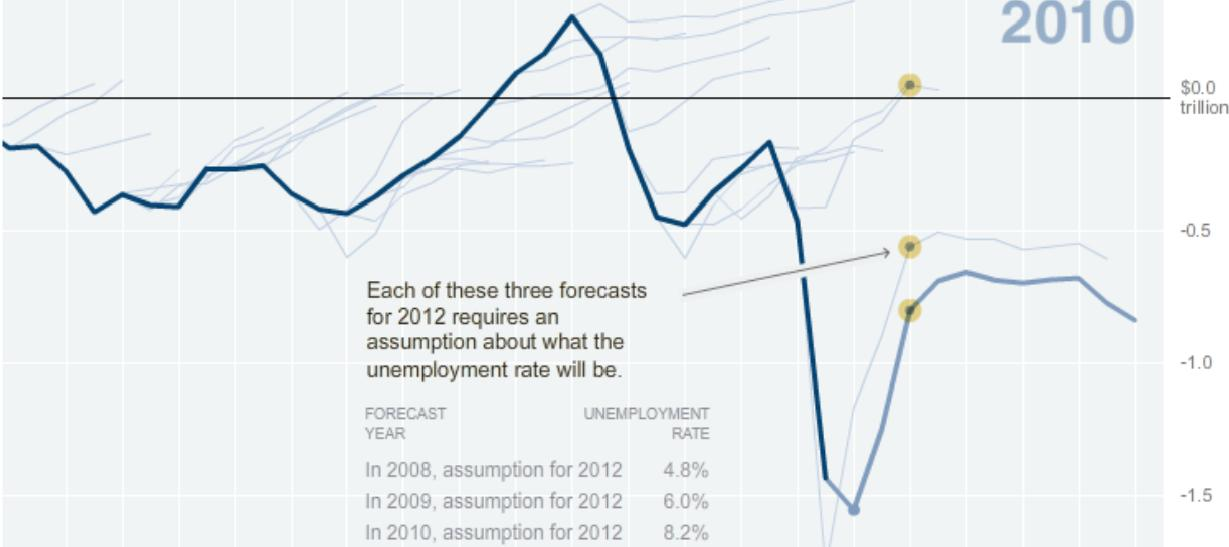 2010
$0.0
trillion
-0.5
Each of these three forecasts
for 2012 requires an
assumption about what the
unemployment rate will be.
-1.0
FORECAST YEAR
UNEMPLOYMENT RATE
In 2008, assumption for 2012 4.8%
In 2009, assumption for 2012 6.0%
In 2010, assumption for 2012 8.2%
-1.5